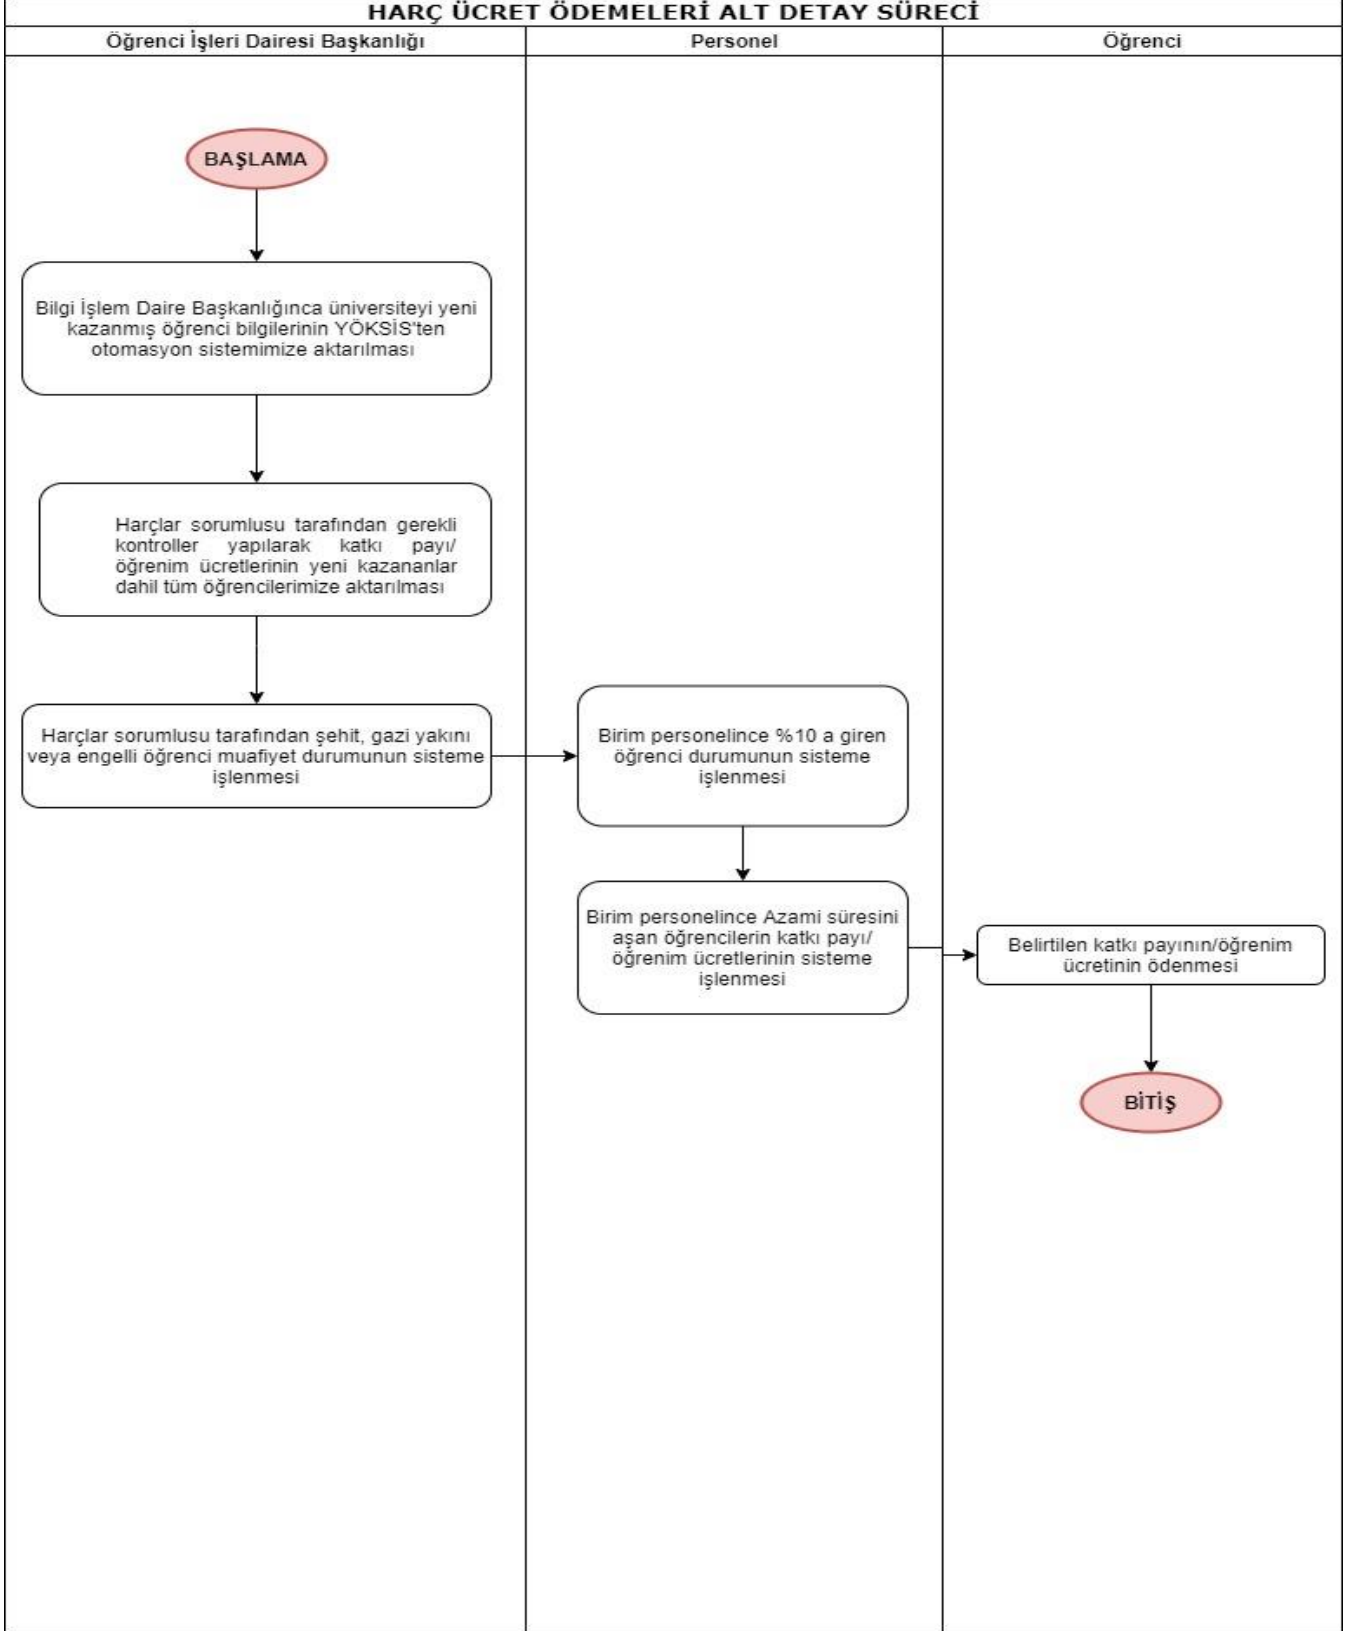 HARÇ ÜCRET ÖDEMELERİ ALT DETAY SÜRECİ
Öğrenci İşleri Dairesi Başkanlığı
Personel
Öğrenci
BAŞLAMA
Bilgi İşlem Daire Başkanlığınca üniversiteyi yeni
kazanmış öğrenci bilgilerinin YÖKSİS'ten
otomasyon sistemimize aktarılması
Harçlar sorumlusu tarafından gerekli
kontroller yapılarak katkı payı/
öğrenim ücretlerinin yeni kazananlar
dahil tüm öğrencilerimize aktarılması
Harçlar sorumlusu tarafından şehit, gazi yakını
veya engelli öğrenci muafiyet durumunun sisteme
işlenmesi
Birim personelince %10 a giren
öğrenci durumunun sisteme
işlenmesi
Birim personelince Azami süresini
aşan öğrencilerin katkı payı/
öğrenim ücretlerinin sisteme
işlenmesi
Belirtilen katkı payının/öğrenim
ücretinin ödenmesi
BİTİŞ